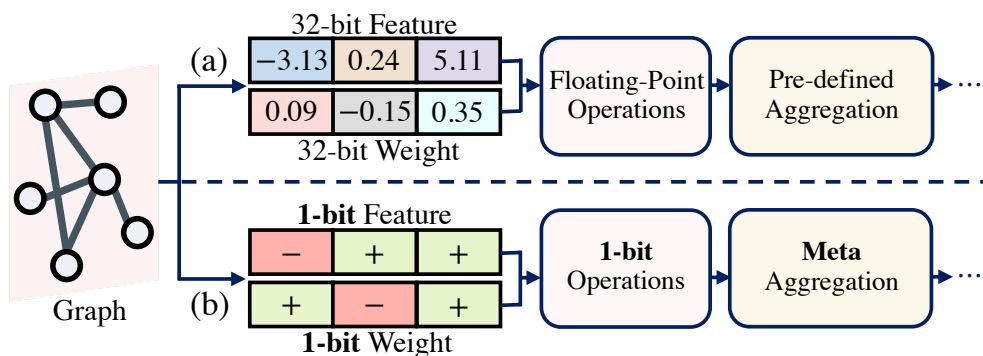 32-bit Feature
(a)
−3.13 0.24 5.11
0.09 −0.15 0.35
32-bit Weight
Floating-Point
Operations
Pre-defined
Aggregation
···
Graph
1-bit Feature
− + +
(b)
+ − +
1-bit Weight
1-bit
Operations
Meta
Aggregation
···